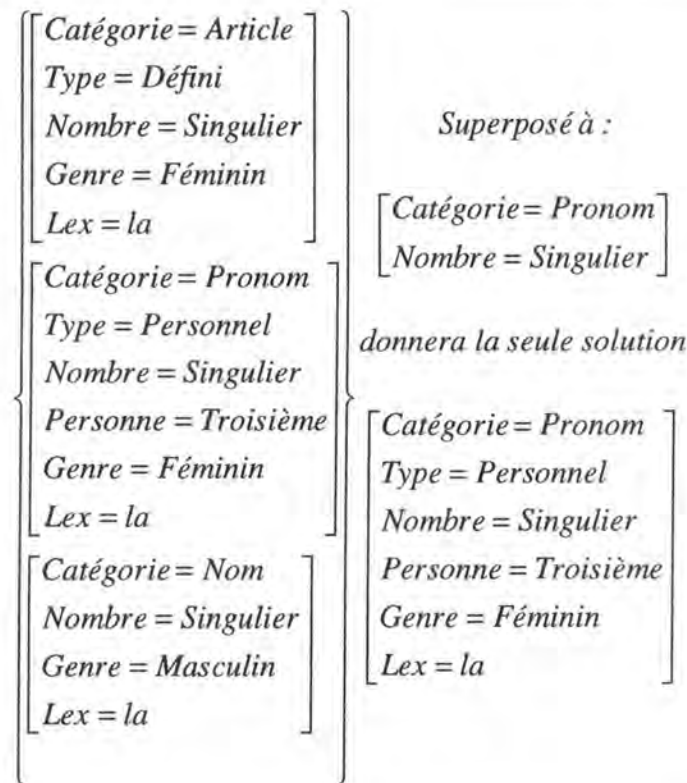 Catégorie = Article
Type = Défini
Nombre = Singulier
Genre = Féminin
Lex = la
Catégorie = Pronom
Type = Personnel
Nombre = Singulier
Personne = Troisième
Genre = Féminin
Lex = la
Catégorie = Nom
Nombre = Singulier
Genre = Masculin
Lex = la
Superposé à :
Catégorie = Pronom
Nombre = Singulier
donnera la seule solution
Catégorie = Pronom
Type = Personnel
Nombre = Singulier
Personne = Troisième
Genre = Féminin
Lex = la